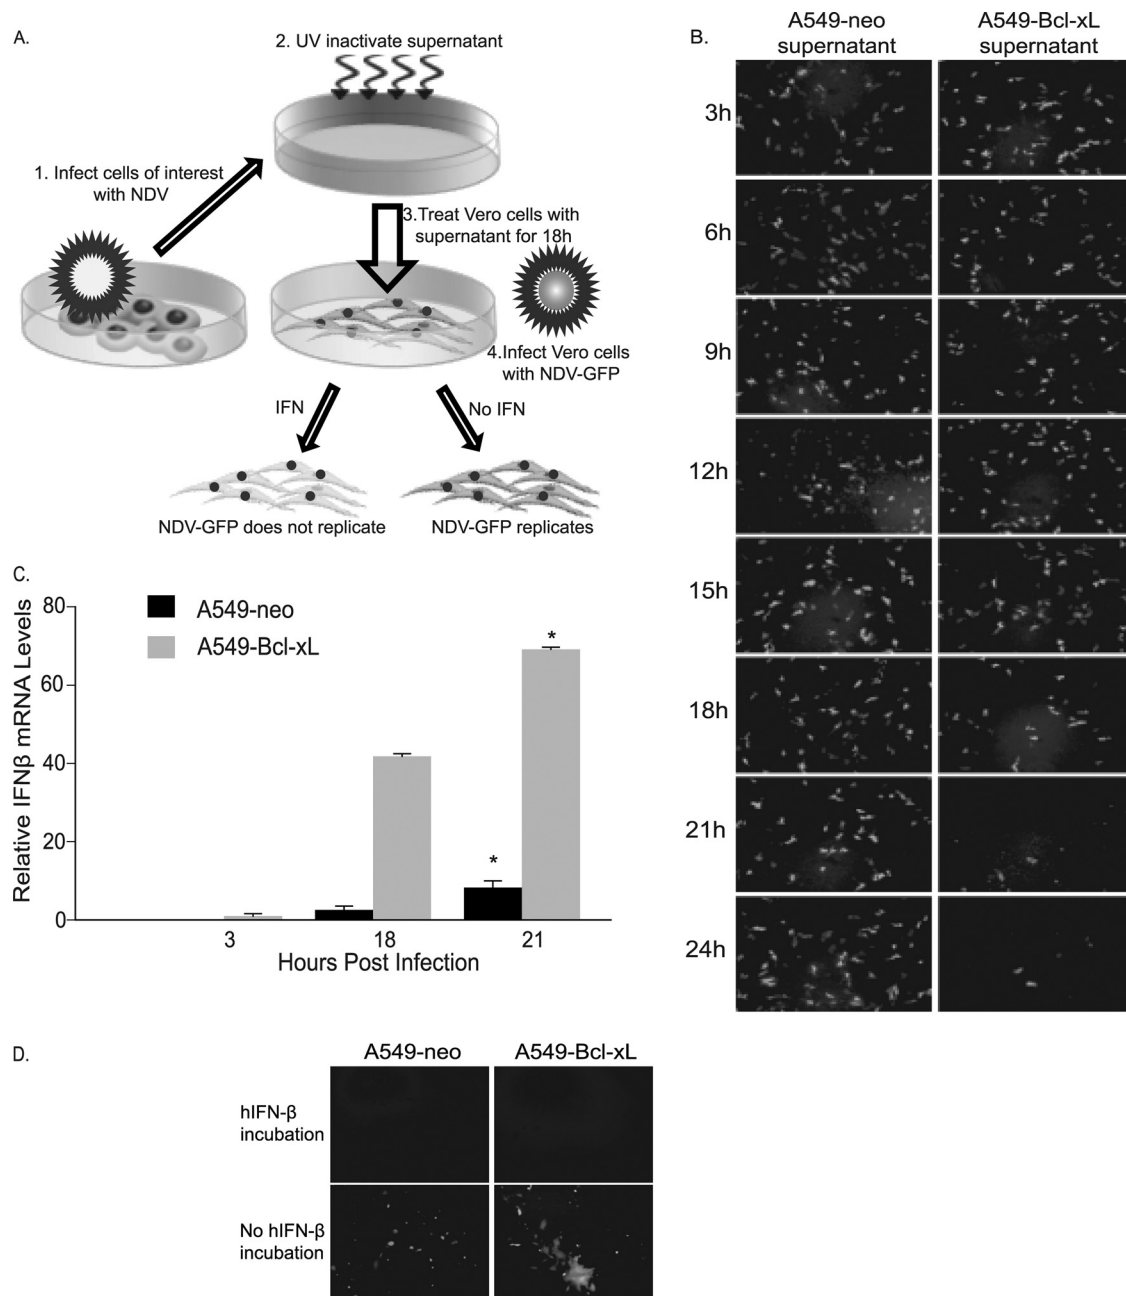 A.
2. UV inactivate supernatant
1. Infect cells of interest
with NDV
3.Treat Vero cells with
supernatant for 18h
4.Infect Vero cells
with NDV-GFP
IFN
No IFN
NDV-GFP does not replicate
NDV-GFP replicates
B.
A549-neo
supernatant
A549-Bcl-xL
supernatant
3h
6h
9h
12h
15h
18h
21h
24h
C.
A549-neo
A549-Bcl-xL
Relative IFNβ mRNA Levels
80
60
40
20
0
*
*
3
18
21
Hours Post Infection
D.
A549-neo
A549-Bcl-xL
hIFN-β
incubation
No hIFN-β
incubation